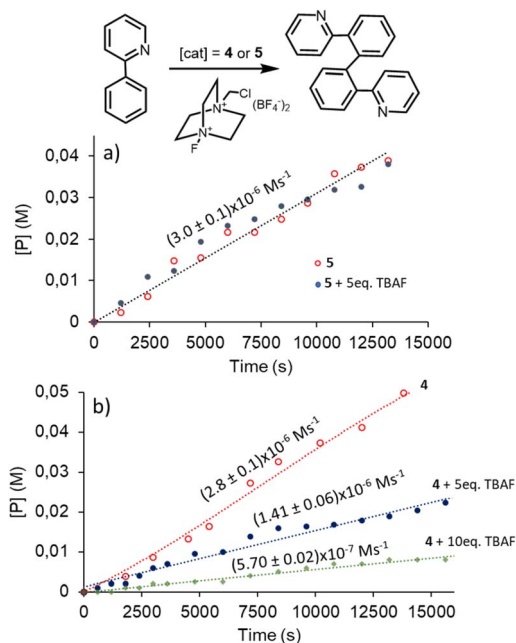 [cat] = 4 or 5
N
N
N⁺
Cl
(BF₄⁻)₂
N⁺
F
N
a)
0,04
0,03
0,02
0,01
0
[P] (M)
(3.0 ± 0.1)x10⁻⁶ Ms⁻¹
5
5 + 5eq. TBAF
0 2500 5000 7500 10000 12500 15000
Time (s)
b)
0,05
0,04
0,03
0,02
0,01
0
[P] (M)
4
(2.8 ± 0.1)x10⁻⁶ Ms⁻¹
4 + 5eq. TBAF
(1.41 ± 0.06)x10⁻⁶ Ms⁻¹
4 + 10eq. TBAF
(5.70 ± 0.02)x10⁻⁷ Ms⁻¹
0 2500 5000 7500 10000 12500 15000
Time (s)